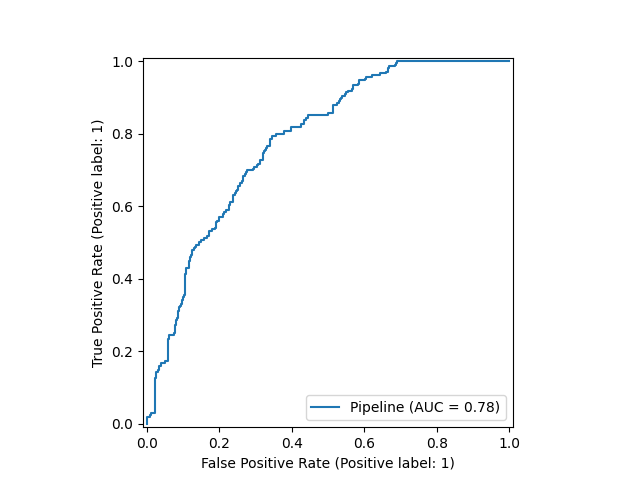 1.0
0.8
0.6
0.4
0.2
0.0
True Positive Rate (Positive label: 1)
Pipeline (AUC = 0.78)
0.0 0.2 0.4 0.6 0.8 1.0
False Positive Rate (Positive label: 1)